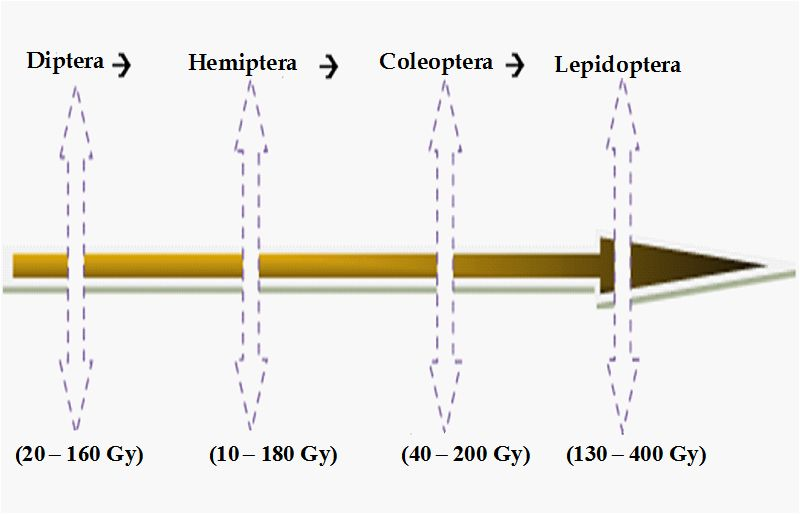 Diptera → Hemiptera → Coleoptera → Lepidoptera
(20 – 160 Gy) (10 – 180 Gy) (40 – 200 Gy) (130 – 400 Gy)